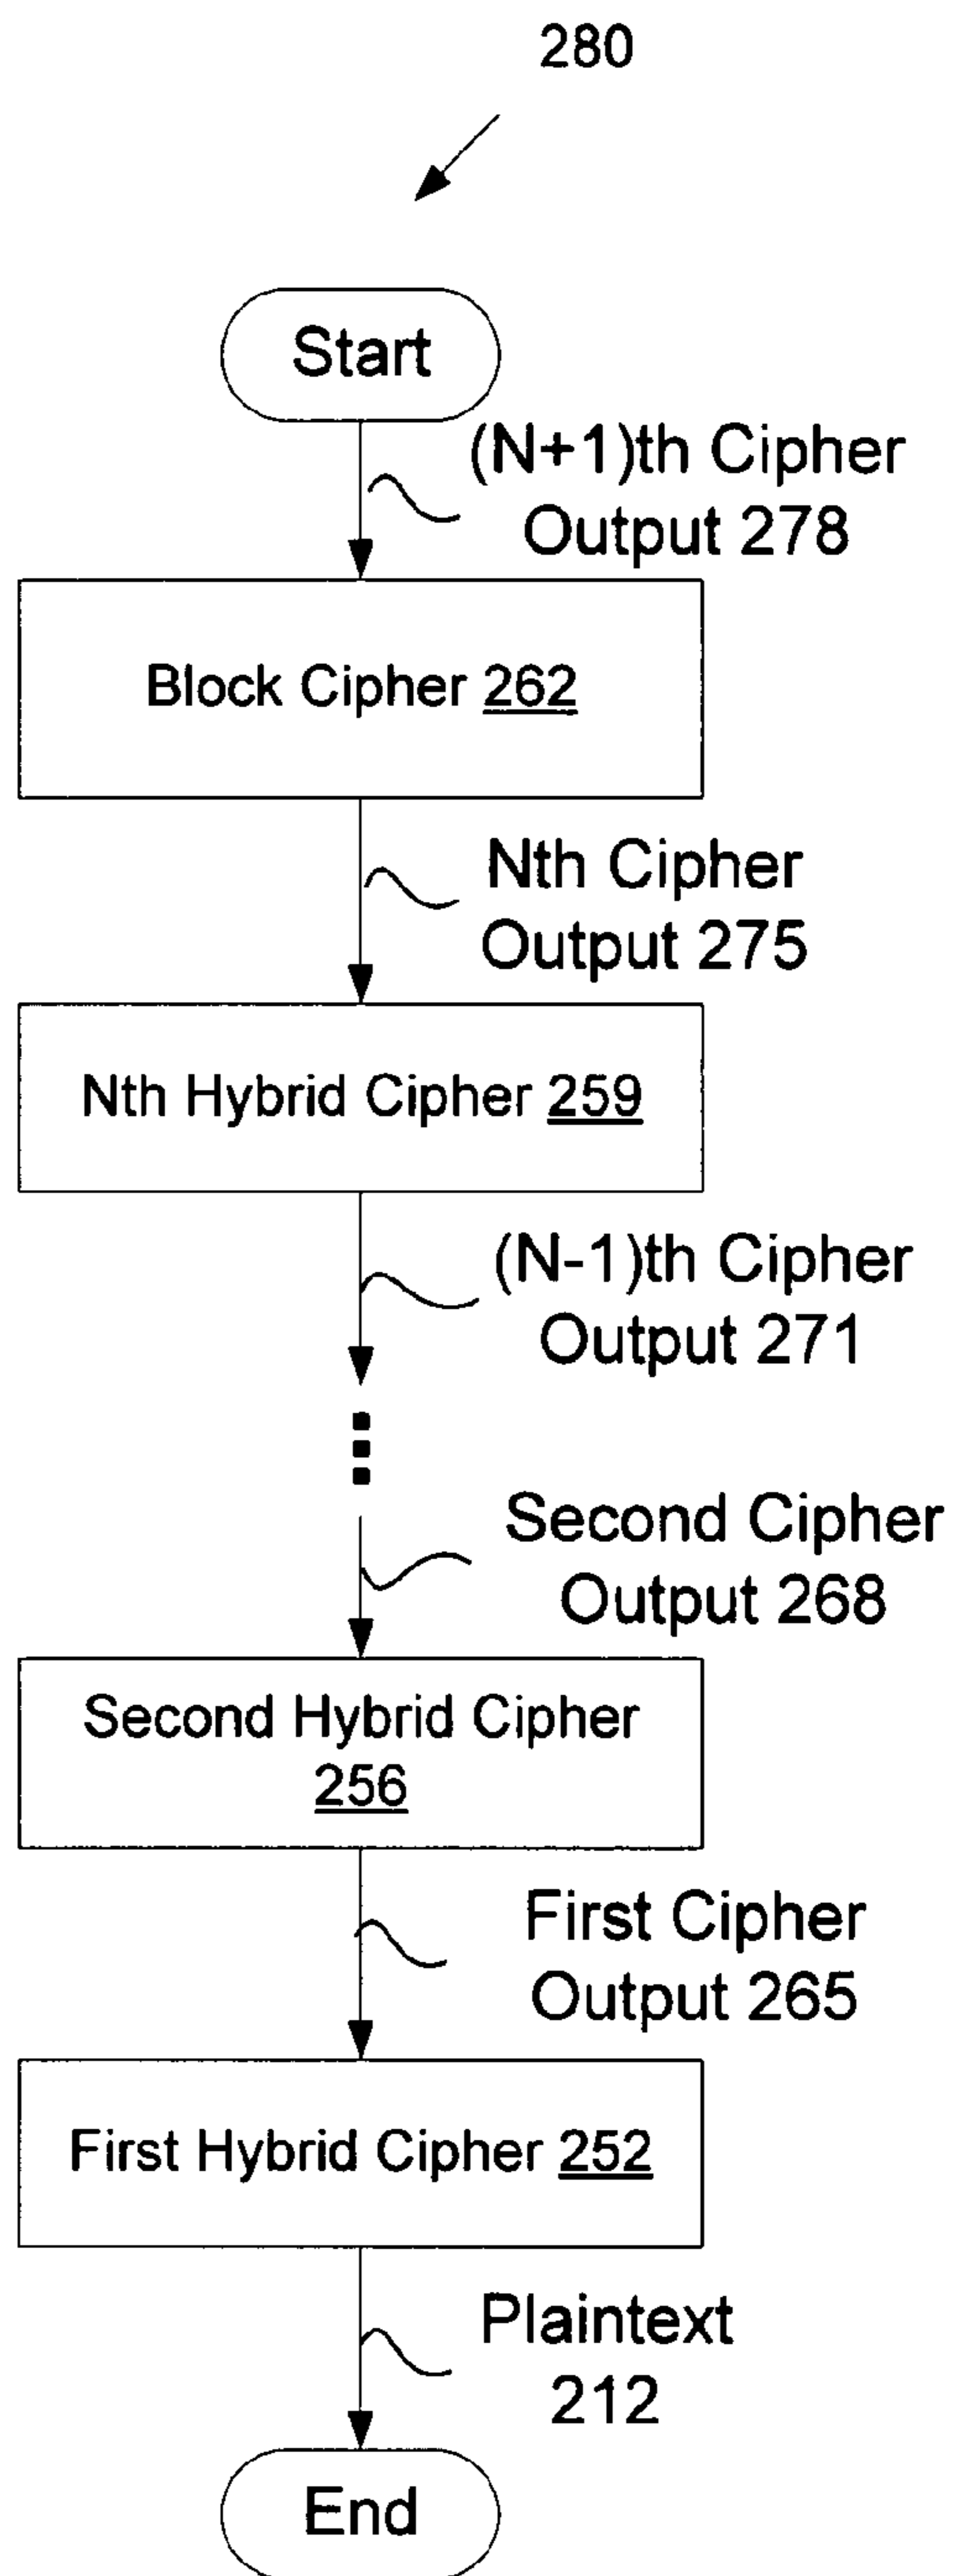 280
Start
(N+1)th Cipher
Output 278
Block Cipher 262
Nth Cipher
Output 275
Nth Hybrid Cipher 259
(N-1)th Cipher
Output 271
Second Cipher
Output 268
Second Hybrid Cipher
256
First Cipher
Output 265
First Hybrid Cipher 252
Plaintext
212
End